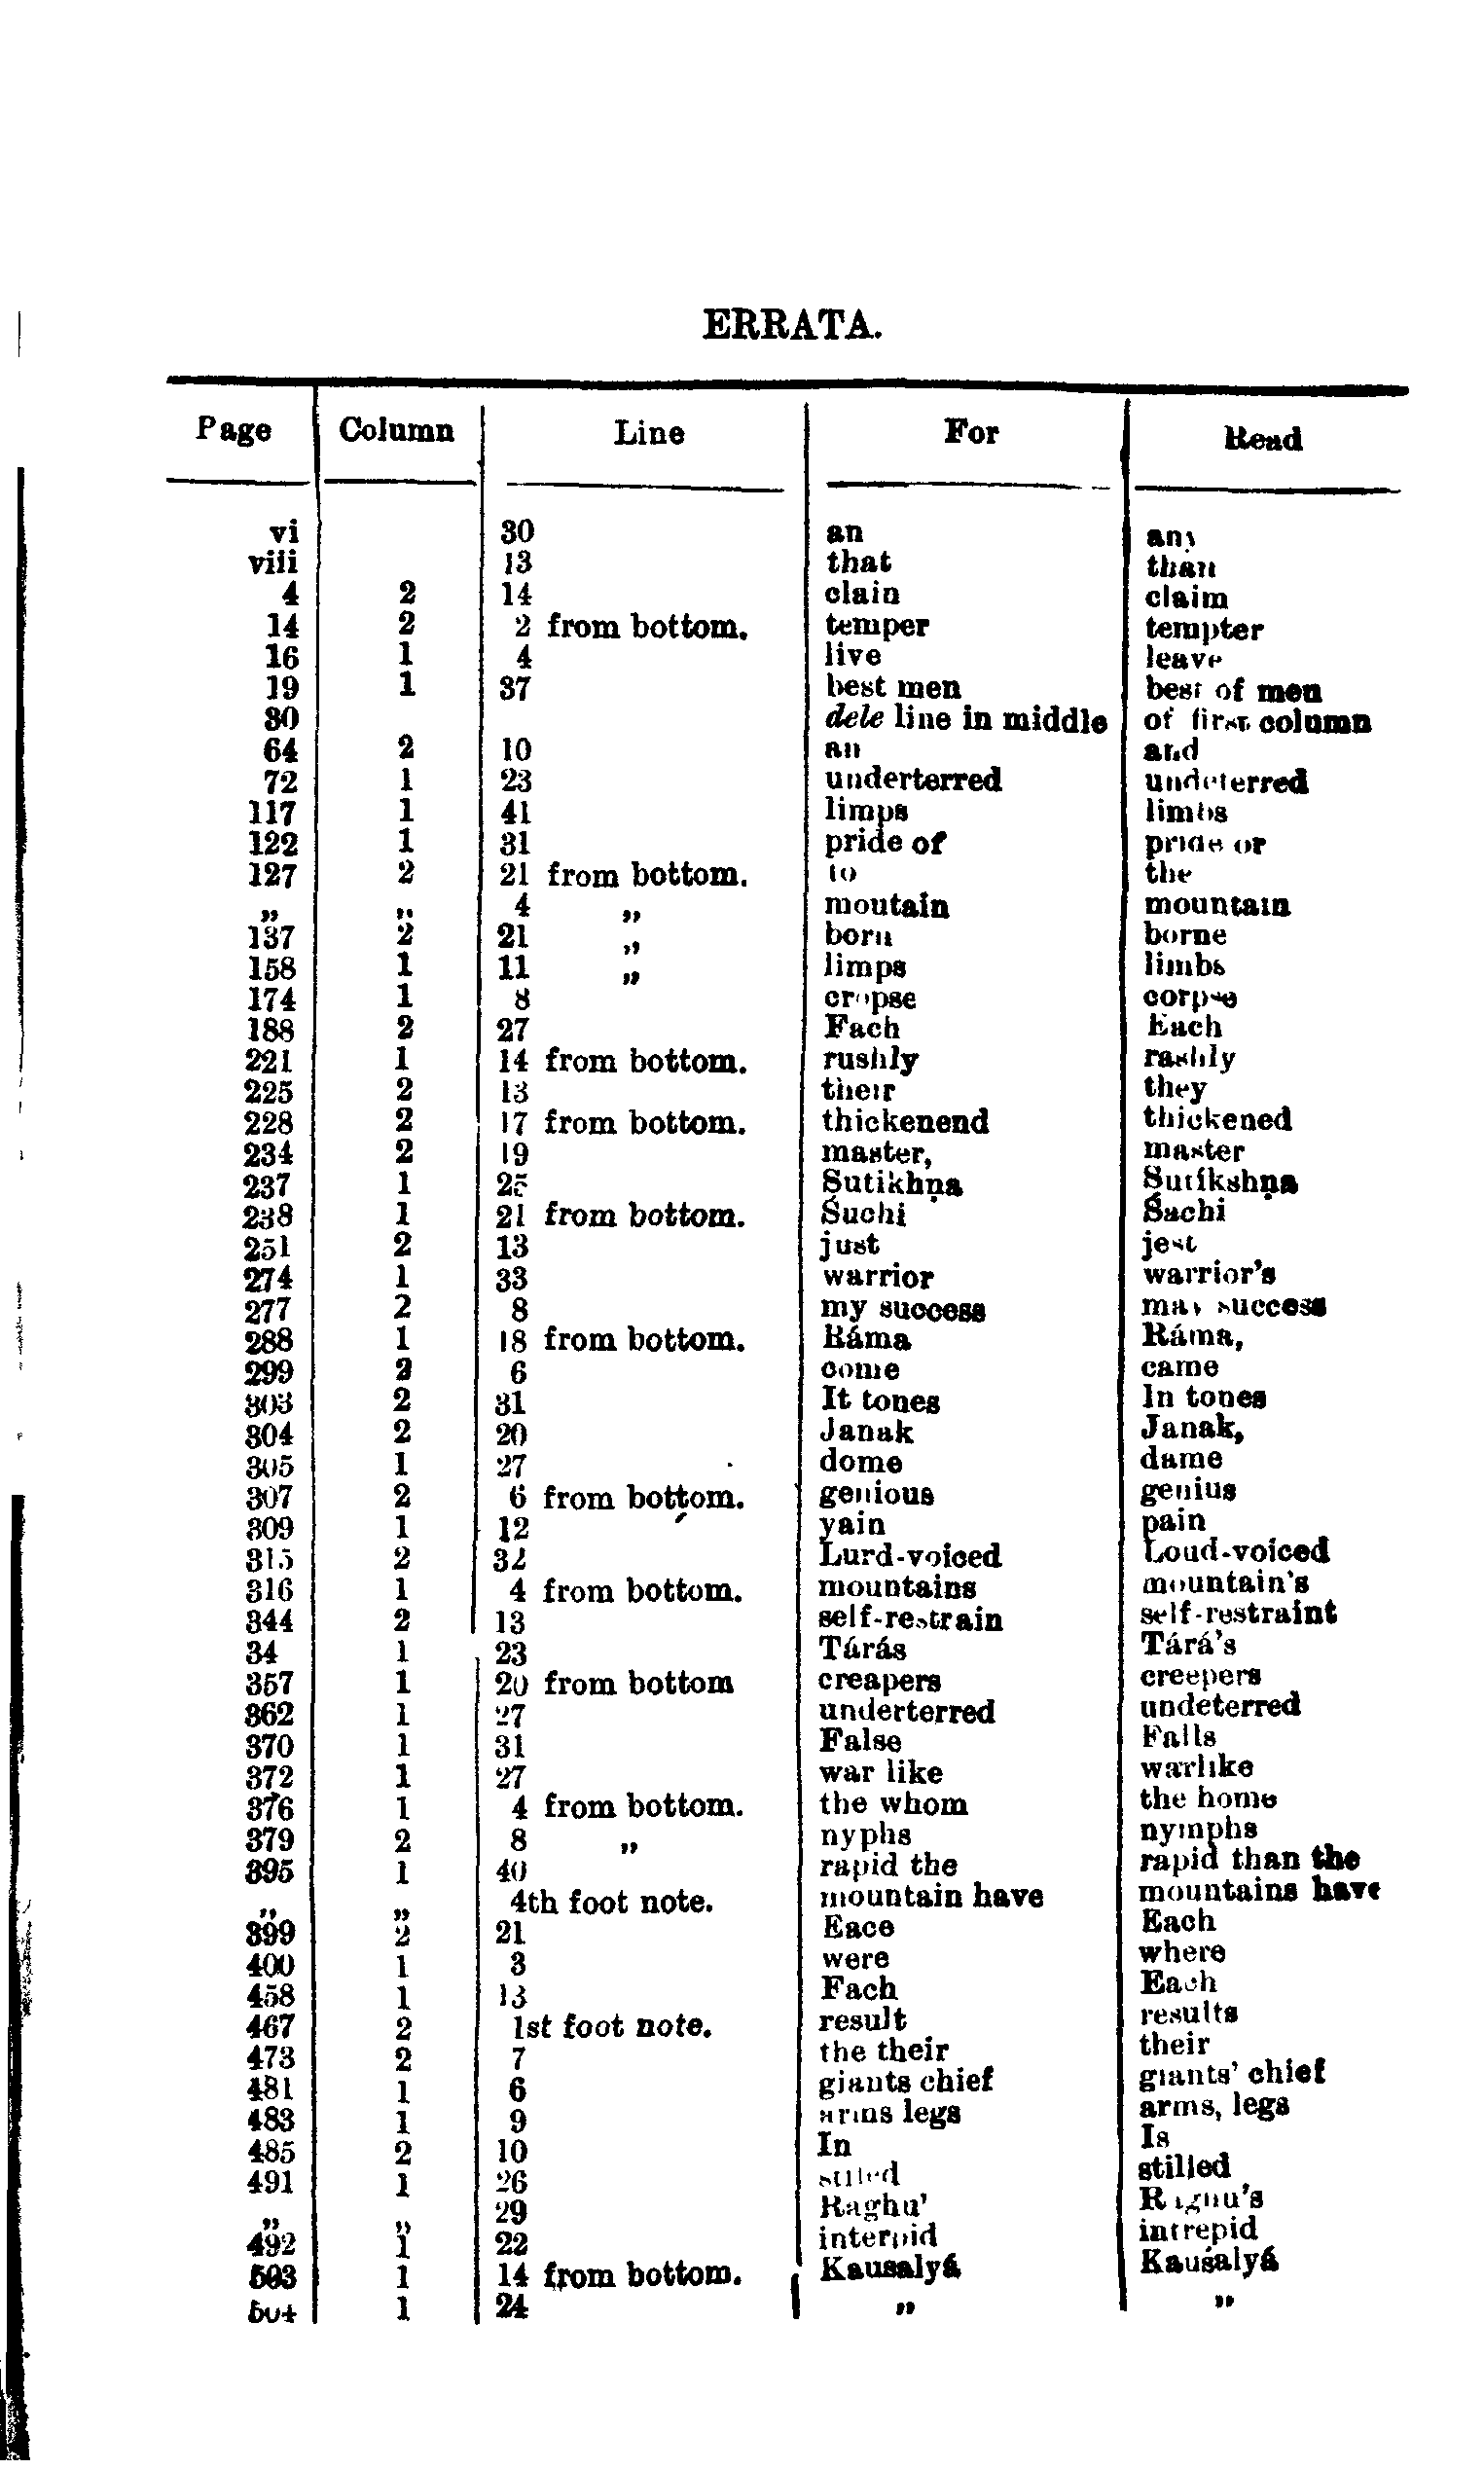 ERRATA.
Page Column Line For Read
vi 30 an any
viii 13 that than
4 2 14 clain claim
14 2 2 from bottom. temper tempter
16 1 4 live leave
19 1 37 best men best of men
30 dele line in middle of first column
64 2 10 an and
72 1 23 underterred undeterred
117 1 41 limps limbs
122 1 31 pride of pride or
127 2 21 from bottom. to the
„ „ 4 „ moutain mountain
137 2 21 „ born borne
158 1 11 „ limps limbs
174 1 8 cropse corpse
188 2 27 Fach Each
221 1 14 from bottom. rushly rashly
225 2 13 their they
228 2 17 from bottom. thickenend thickened
234 2 19 master, master
237 1 25 Sutikhṇa Sutíkshṇa
238 1 21 from bottom. Śuchi Śachi
251 2 13 just jest
274 1 33 warrior warrior's
277 2 8 my success may success
288 1 18 from bottom. Ráma Ráma,
299 2 6 come came
303 2 31 It tones In tones
304 2 20 Janak Janak,
305 1 27 dome dame
307 2 6 from bottom. genious genius
309 1 12 yain pain
315 2 32 Lurd-voiced Loud-voiced
316 1 4 from bottom. mountains mountain's
344 2 13 self-restrain self-restraint
34 1 23 Tárás Tárá's
357 1 20 from bottom creapers creepers
362 1 27 underterred undeterred
370 1 31 False Falls
372 1 27 war like warlike
376 1 4 from bottom. the whom the home
379 2 8 „ nyphs nymphs
395 1 40 rapid the rapid than the
„ „ 4th foot note. mountain have mountains have
399 2 21 Eace Each
400 1 3 were where
458 1 13 Fach Each
467 2 1st foot note. result results
473 2 7 the their their
481 1 6 giants chief giants' chief
483 1 9 arms legs arms, legs
485 2 10 In Is
491 1 26 stiled stilled
„ „ 29 Raghu' Raghu's
492 1 22 interpid intrepid
503 1 14 from bottom. Kausalyá Kauśalyá
504 1 24 „ „